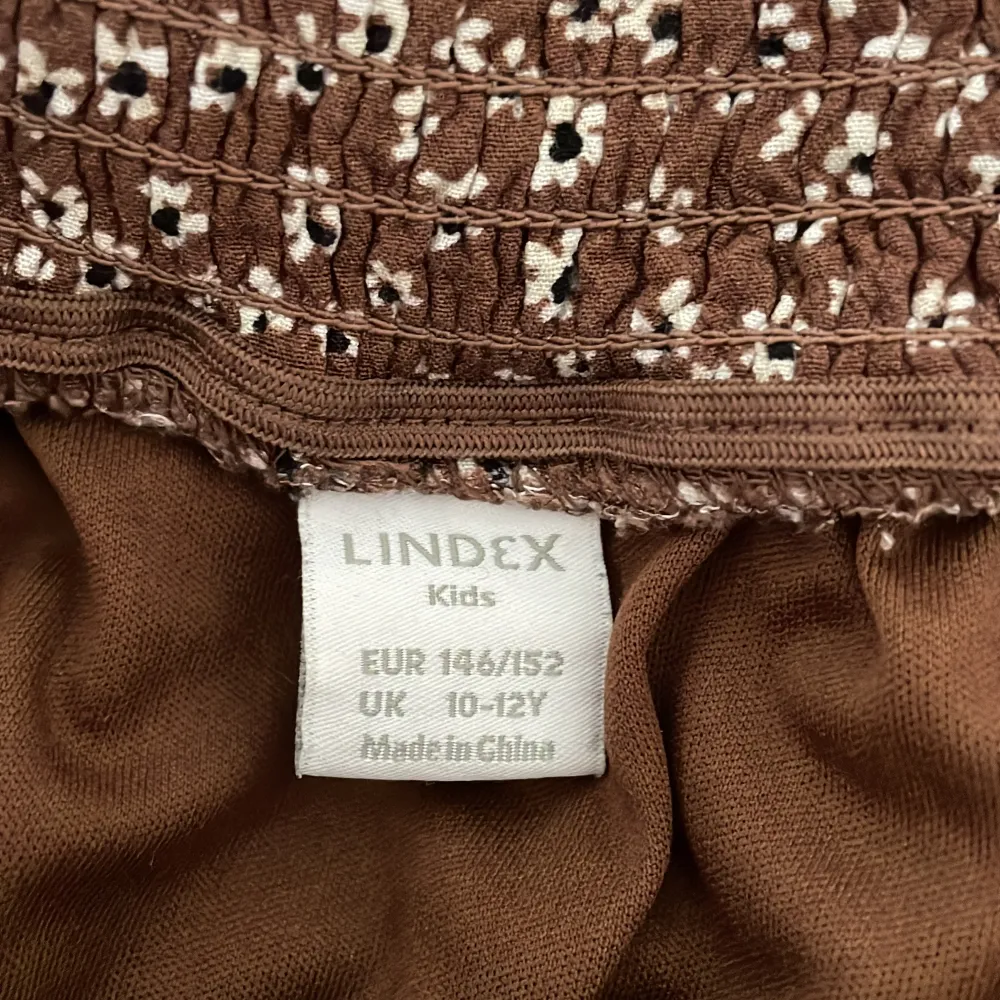 LINDEX
Kids
EUR 146/152
UK 10-12Y
Made in China